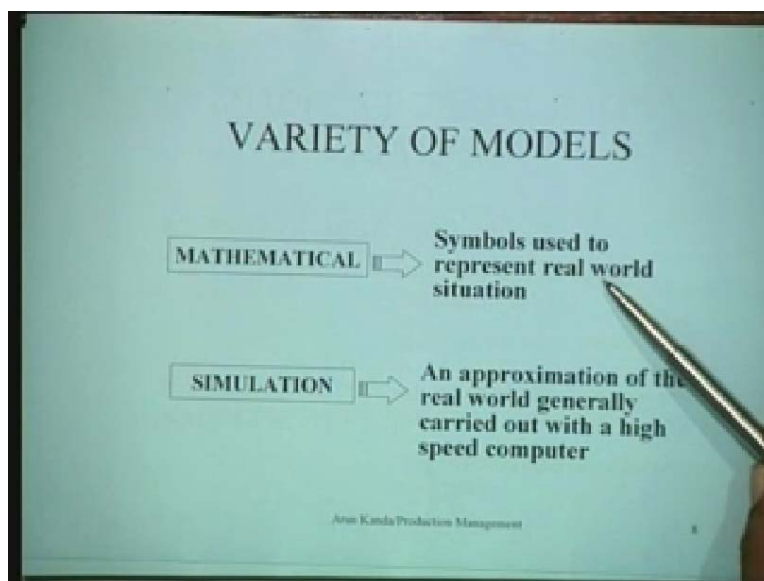 VARIETY OF MODELS
MATHEMATICAL
Symbols used to
represent real world
situation
SIMULATION
An approximation of the
real world generally
carried out with a high
speed computer
Arun Kanda/Production Management
8